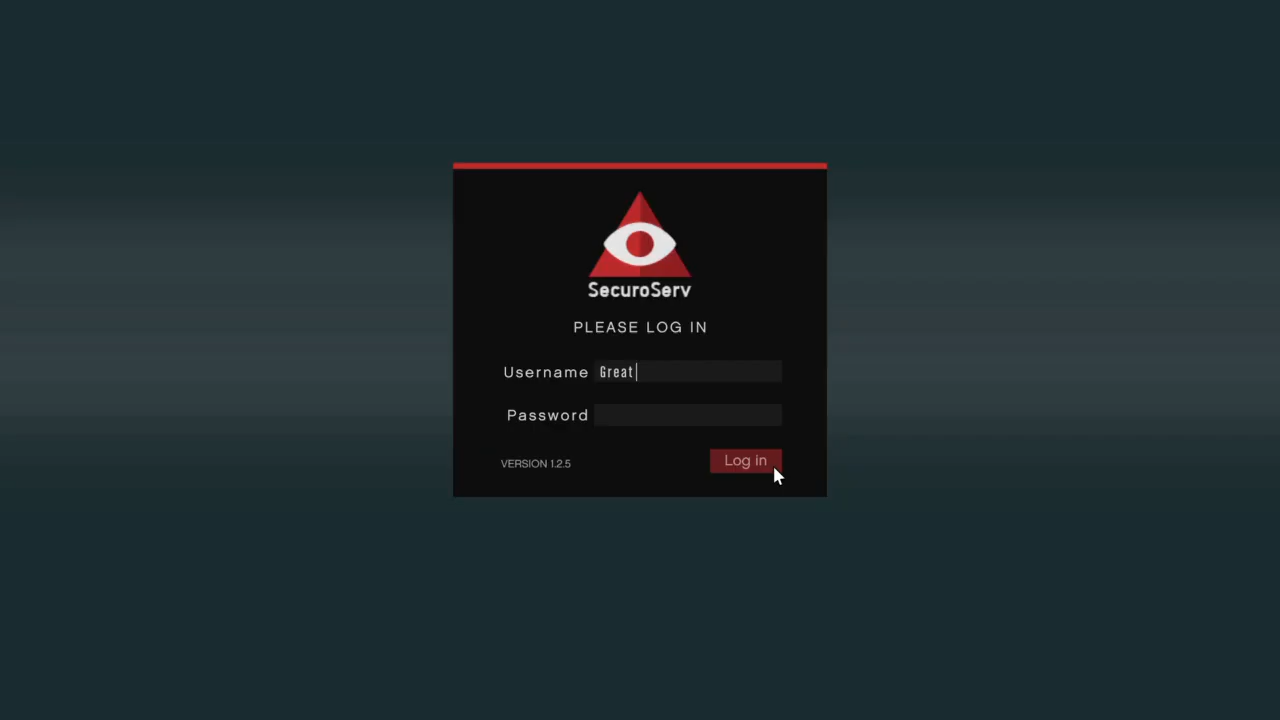 SecuroServ
PLEASE LOG IN
Username Great
Password
VERSION 1.2.5 Log in